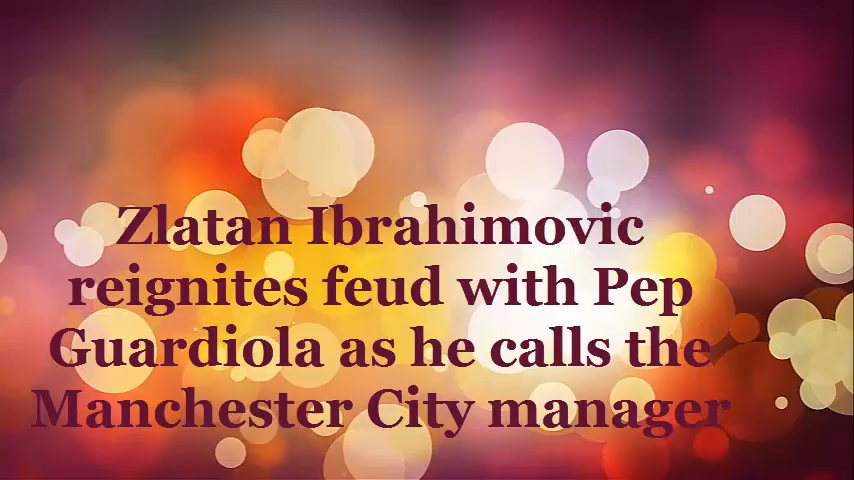 Zlatan Ibrahimovic
reignites feud with Pep
Guardiola as he calls the
Manchester City manager